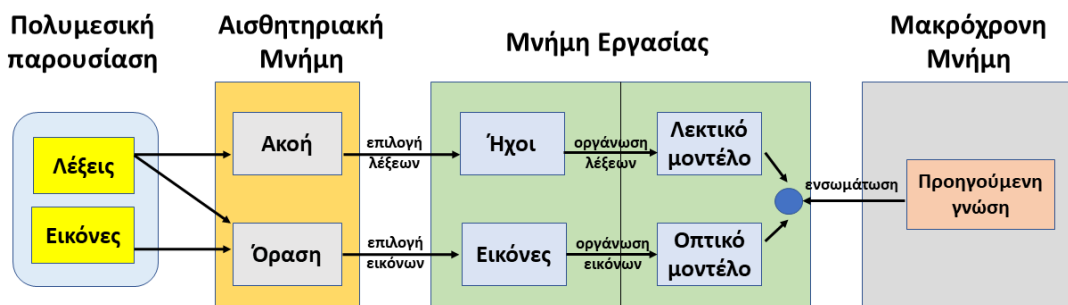 Πολυμεσική
παρουσίαση
Αισθητηριακή
Μνήμη
Μνήμη Εργασίας
Μακρόχρονη
Μνήμη
Λέξεις
Εικόνες
Ακοή
Όραση
επιλογή
λέξεων
επιλογή
εικόνων
Ήχοι
Εικόνες
οργάνωση
λέξεων
οργάνωση
εικόνων
Λεκτικό
μοντέλο
Οπτικό
μοντέλο
ενσωμάτωση
Προηγούμενη
γνώση